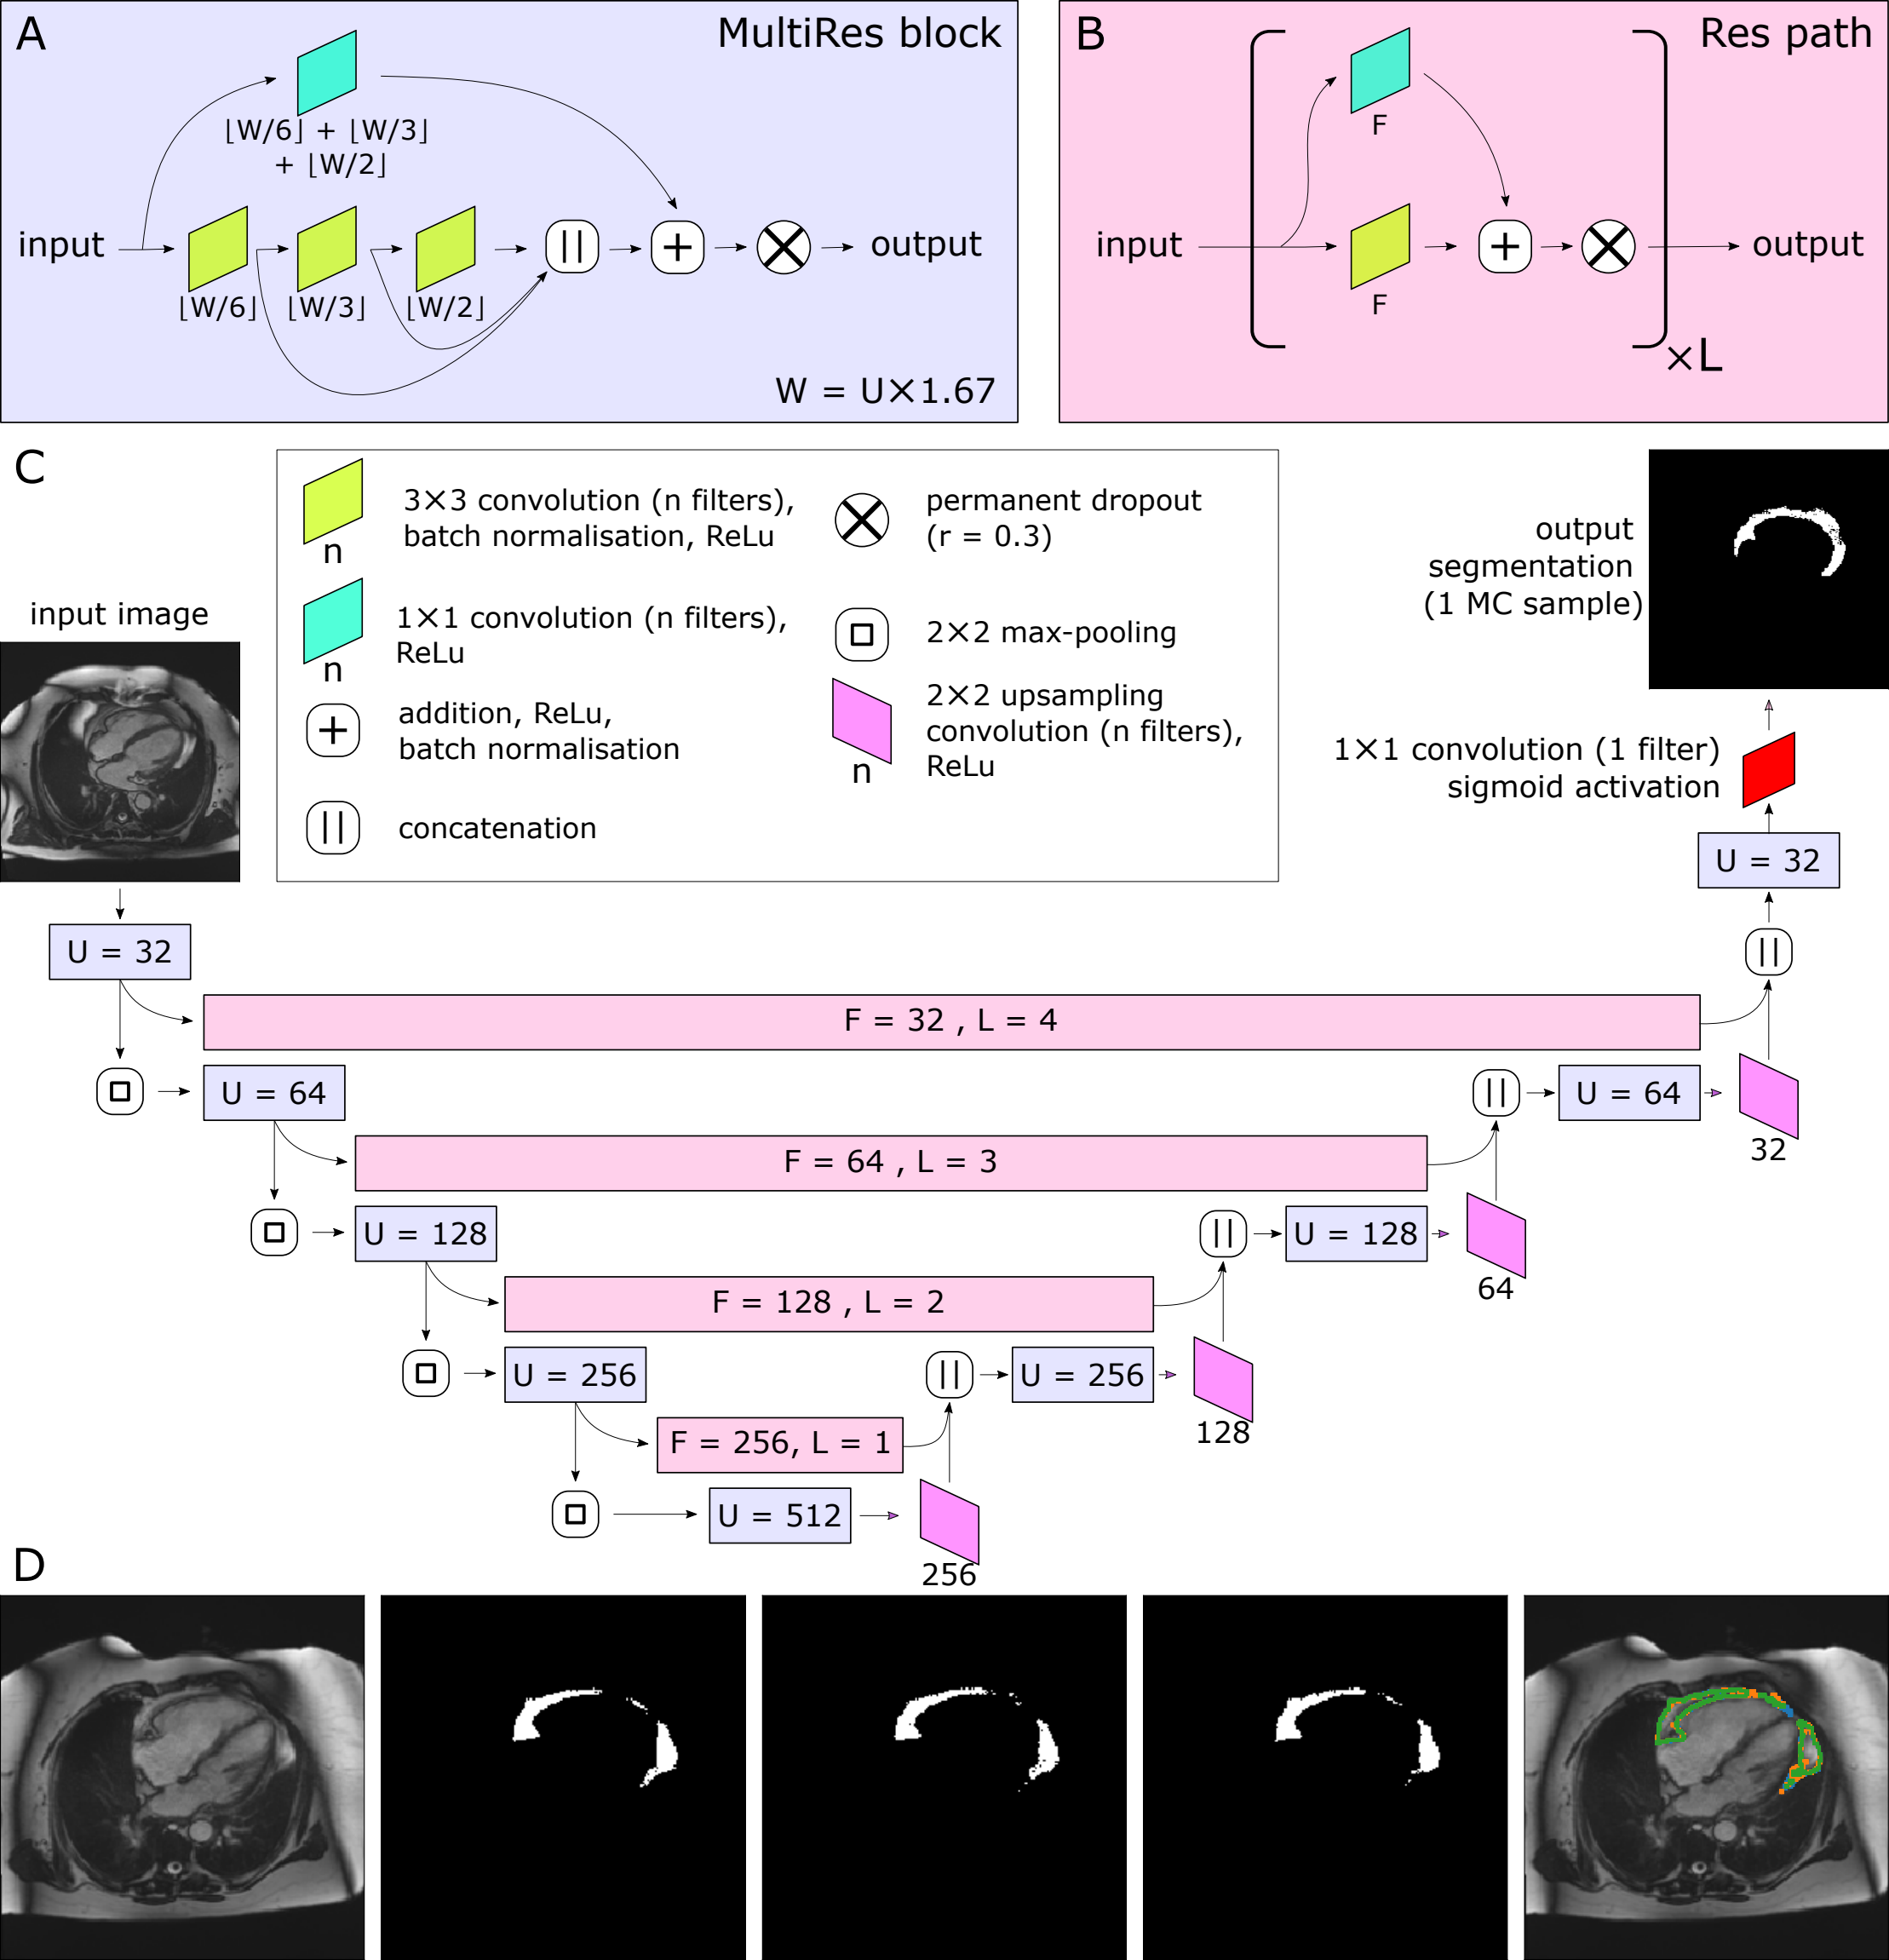 A
MultiRes block
⌊W/6⌋ + ⌊W/3⌋
+ ⌊W/2⌋
input
||
+
output
⌊W/6⌋
⌊W/3⌋
⌊W/2⌋
W = U×1.67
B
Res path
F
input
+
output
F
×L
C
3×3 convolution (n filters),
batch normalisation, ReLu
n
1×1 convolution (n filters),
ReLu
n
+
addition, ReLu,
batch normalisation
||
concatenation
permanent dropout
(r = 0.3)
2×2 max-pooling
2×2 upsampling
convolution (n filters),
ReLu
n
output
segmentation
(1 MC sample)
input image
1×1 convolution (1 filter)
sigmoid activation
U = 32
U = 32
||
F = 32 , L = 4
U = 64
||
U = 64
32
F = 64 , L = 3
U = 128
||
U = 128
64
F = 128 , L = 2
U = 256
||
U = 256
128
F = 256, L = 1
U = 512
256
D